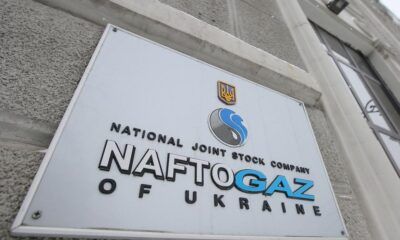 NATIONAL JOINT STOCK COMPANY
NAFTOGAZ
OF UKRAINE